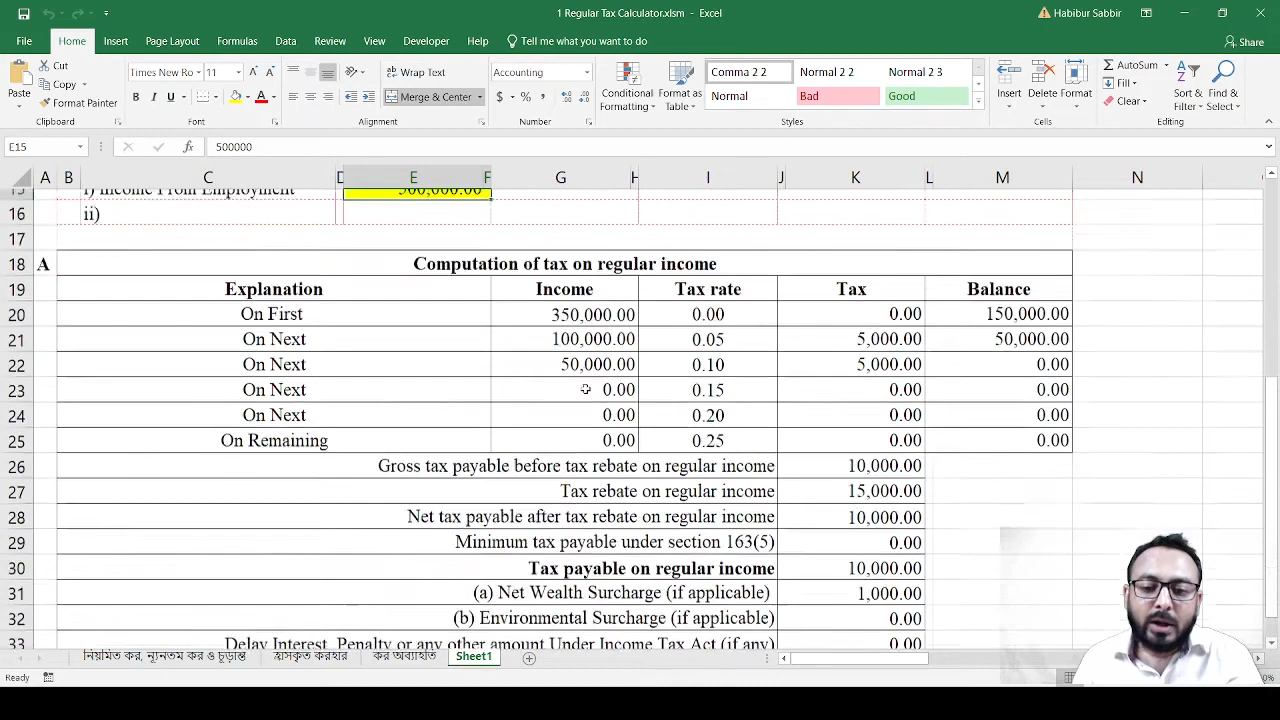 1 Regular Tax Calculator.xlsm - Excel
Habibur Sabbir
File Home Insert Page Layout Formulas Data Review View Developer Help Tell me what you want to do Share
Paste
Cut
Copy
Format Painter
Clipboard
Times New Ro 11
B I U
Font
Wrap Text
Merge & Center
Alignment
Accounting
$ % ,
Number
Conditional Formatting
Format as Table
Comma 2 2 Normal 2 2 Normal 2 3
Normal Bad Good
Styles
Insert Delete Format
Cells
AutoSum
Fill
Clear
Sort & Filter
Find & Select
Editing
E15 fx 500000
A B C D E F G H I J K L M N
15 i) Income From Employment 500,000.00
16 ii)
17
18 A Computation of tax on regular income
19 Explanation Income Tax rate Tax Balance
20 On First 350,000.00 0.00 0.00 150,000.00
21 On Next 100,000.00 0.05 5,000.00 50,000.00
22 On Next 50,000.00 0.10 5,000.00 0.00
23 On Next 0.00 0.15 0.00 0.00
24 On Next 0.00 0.20 0.00 0.00
25 On Remaining 0.00 0.25 0.00 0.00
26 Gross tax payable before tax rebate on regular income 10,000.00
27 Tax rebate on regular income 15,000.00
28 Net tax payable after tax rebate on regular income 10,000.00
29 Minimum tax payable under section 163(5) 0.00
30 Tax payable on regular income 10,000.00
31 (a) Net Wealth Surcharge (if applicable) 1,000.00
32 (b) Environmental Surcharge (if applicable) 0.00
33 Delay Interest, Penalty or any other amount Under Income Tax Act (if any) 0.00
নিয়মিত কর, ন্যূনতম কর ও চূড়ান্ত হ্রাসকৃত করহার কর অব্যাহতি Sheet1
Ready